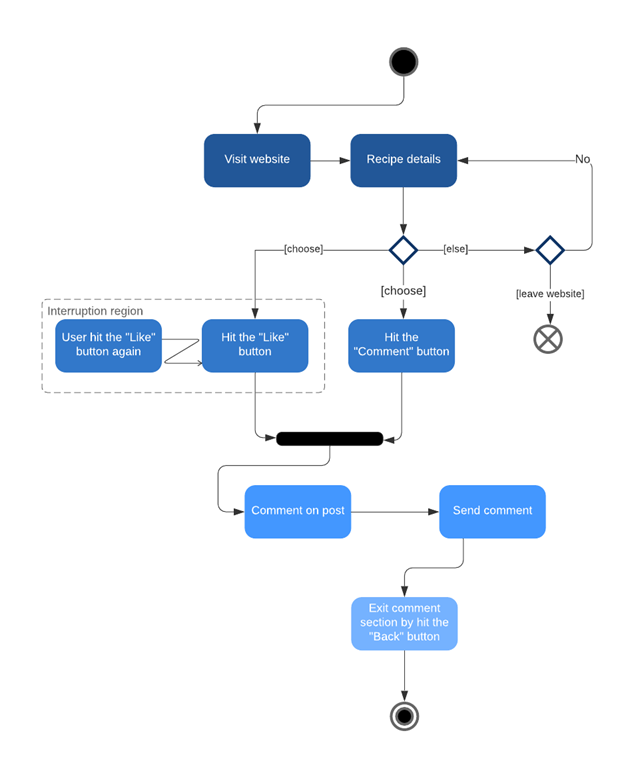 Visit website
Recipe details
No
[choose]
[else]
[choose]
[leave website]
Interruption region
User hit the "Like"
button again
Hit the "Like"
button
Hit the
"Comment" button
Comment on post
Send comment
Exit comment
section by hit the
"Back" button